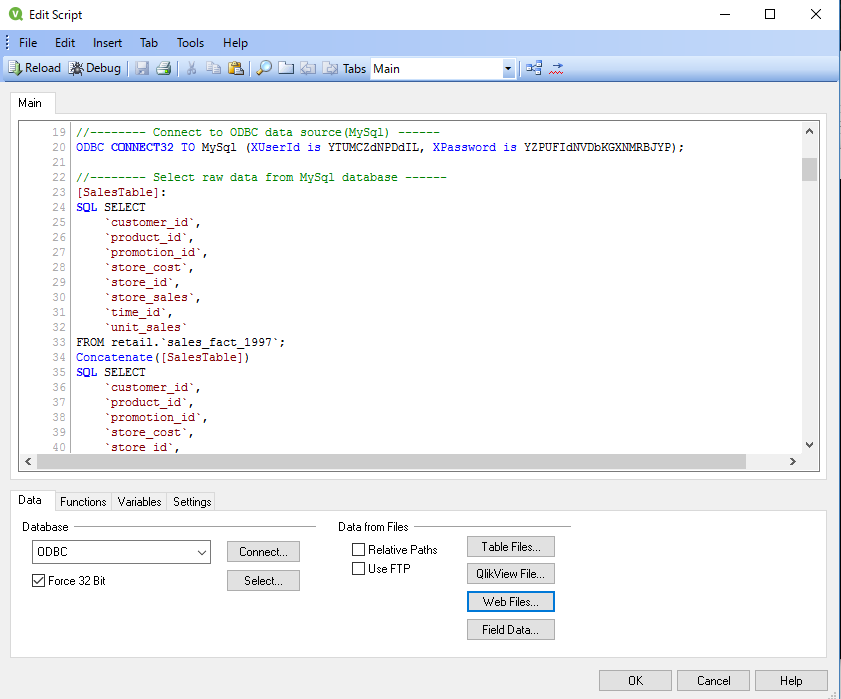 Edit Script
File Edit Insert Tab Tools Help
Reload Debug Tabs Main
Main
19 //-------- Connect to ODBC data source(MySql) ------
20 ODBC CONNECT32 TO MySql (XUserId is YTUMCZdNPDdIL, XPassword is YZPUFIdNVDbKGXNMRBJYP);
21
22 //-------- Select raw data from MySql database ------
23 [SalesTable]:
24 SQL SELECT
25 `customer_id`,
26 `product_id`,
27 `promotion_id`,
28 `store_cost`,
29 `store_id`,
30 `store_sales`,
31 `time_id`,
32 `unit_sales`
33 FROM retail.`sales_fact_1997`;
34 Concatenate([SalesTable])
35 SQL SELECT
36 `customer_id`,
37 `product_id`,
38 `promotion_id`,
39 `store_cost`,
40 `store_id`,
Data Functions Variables Settings
Database Data from Files
ODBC Connect... Relative Paths Table Files...
Force 32 Bit Select... Use FTP QlikView File...
Web Files...
Field Data...
OK Cancel Help